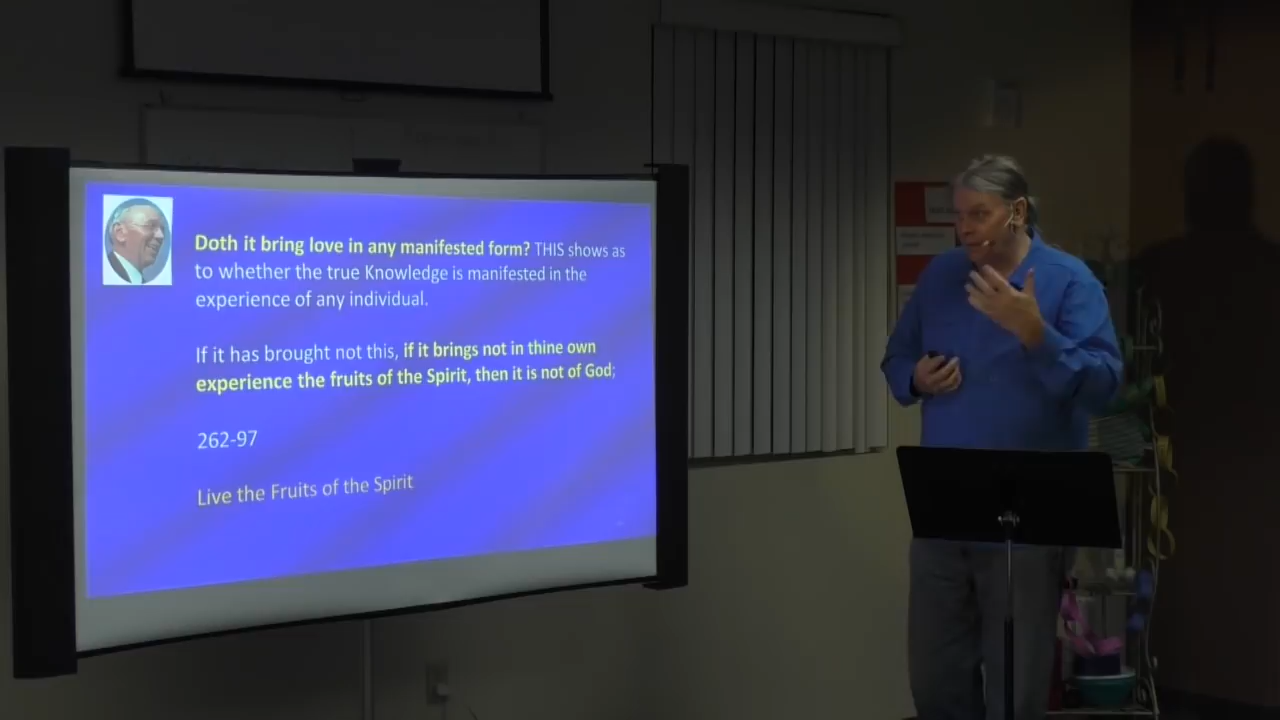 Doth it bring love in any manifested form? THIS shows as
to whether the true Knowledge is manifested in the
experience of any individual.
If it has brought not this, if it brings not in thine own
experience the fruits of the Spirit, then it is not of God;
262-97
Live the Fruits of the Spirit